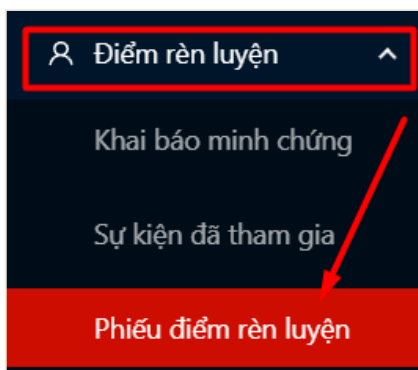 Điểm rèn luyện
Khai báo minh chứng
Sự kiện đã tham gia
Phiếu điểm rèn luyện